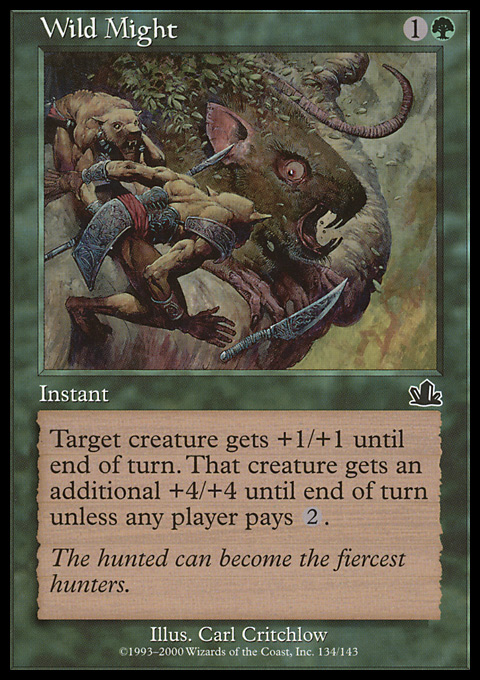 Wild Might 1
Instant
Target creature gets +1/+1 until
end of turn. That creature gets an
additional +4/+4 until end of turn
unless any player pays 2.
The hunted can become the fiercest
hunters.
Illus. Carl Critchlow
©1993–2000 Wizards of the Coast, Inc. 134/143